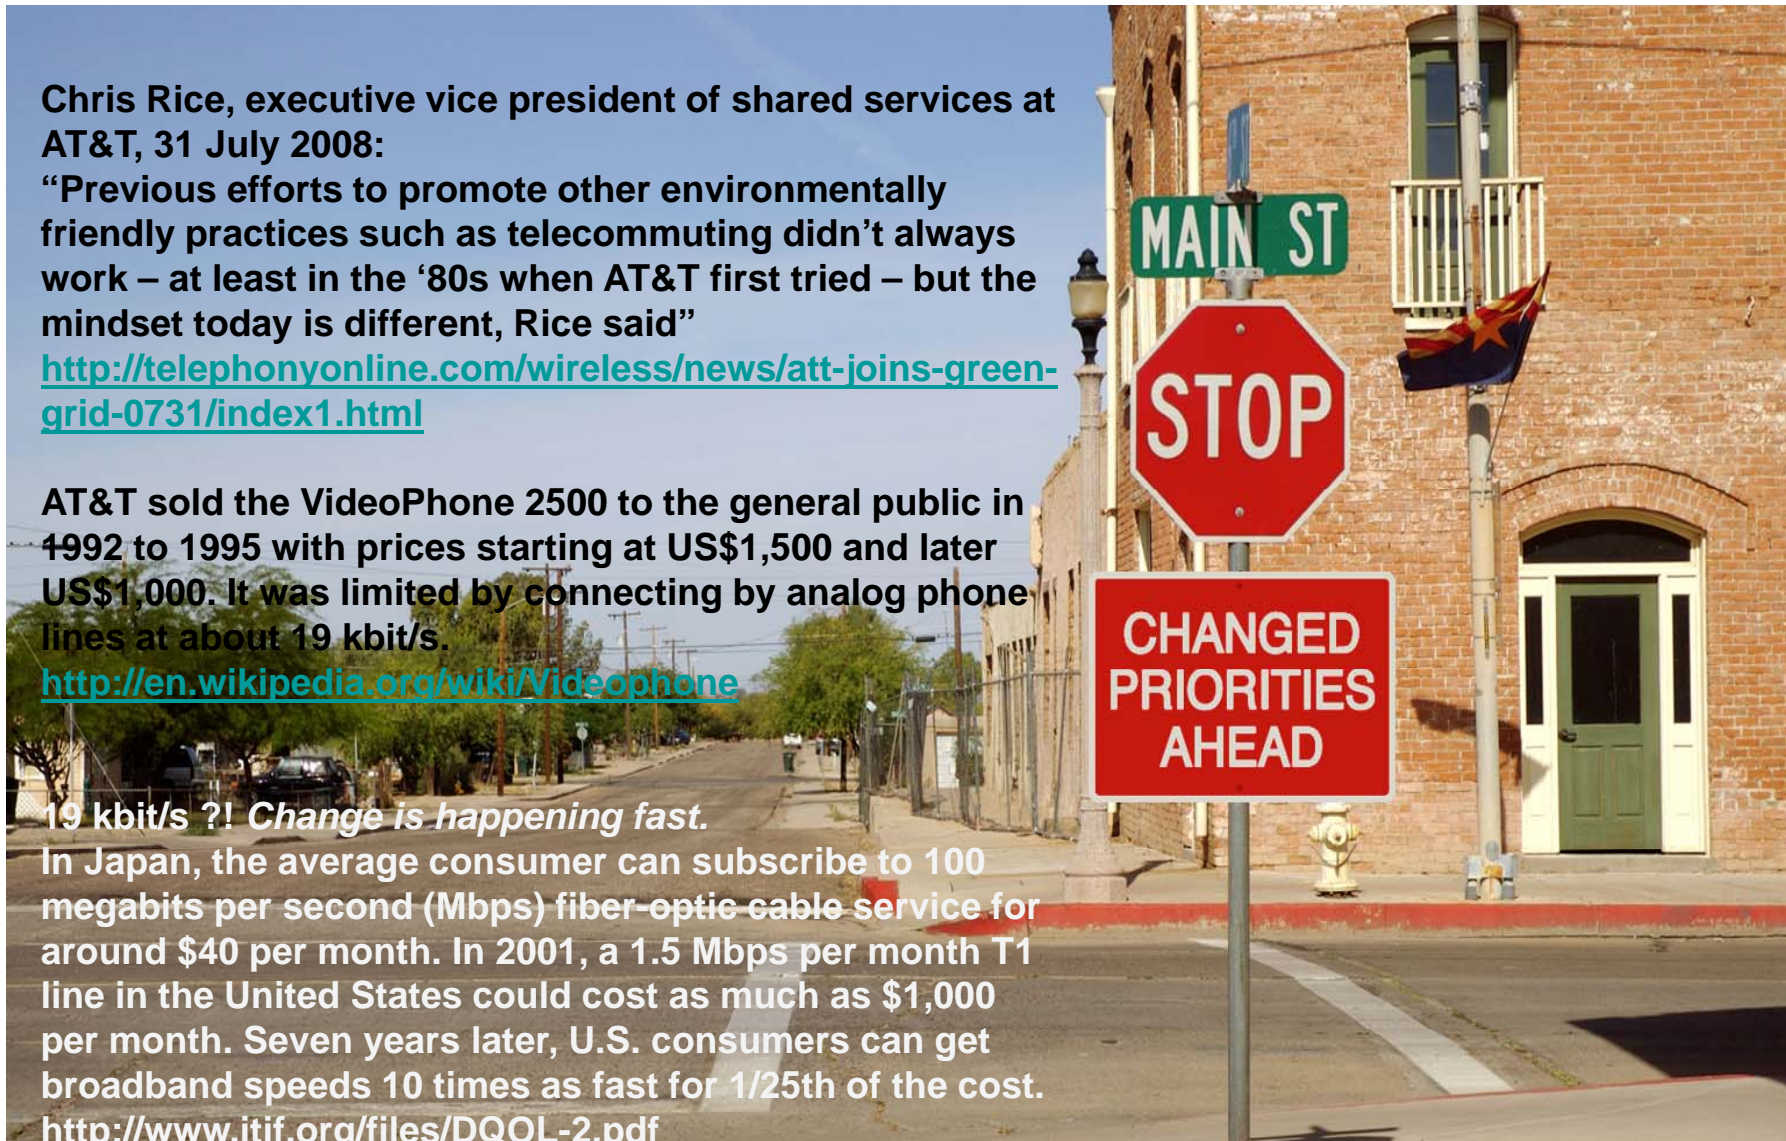 Chris Rice, executive vice president of shared services at
AT&T, 31 July 2008:
“Previous efforts to promote other environmentally
friendly practices such as telecommuting didn’t always
work – at least in the ‘80s when AT&T first tried – but the
mindset today is different, Rice said”
http://telephonyonline.com/wireless/news/att-joins-green-
grid-0731/index1.html
AT&T sold the VideoPhone 2500 to the general public in
1992 to 1995 with prices starting at US$1,500 and later
US$1,000. It was limited by connecting by analog phone
lines at about 19 kbit/s.
http://en.wikipedia.org/wiki/Videophone
19 kbit/s ?! Change is happening fast.
In Japan, the average consumer can subscribe to 100
megabits per second (Mbps) fiber-optic cable service for
around $40 per month. In 2001, a 1.5 Mbps per month T1
line in the United States could cost as much as $1,000
per month. Seven years later, U.S. consumers can get
broadband speeds 10 times as fast for 1/25th of the cost.
http://www.itif.org/files/DQOL-2.pdf
MAIN ST
STOP
CHANGED
PRIORITIES
AHEAD